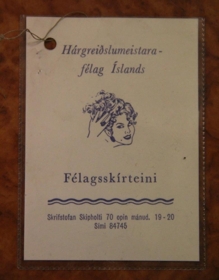 Hárgreiðslumeistara-
félag Íslands
Félagsskírteini
Skrifstofan Skipholti 70 opin mánud. 18-20
Sími 84745